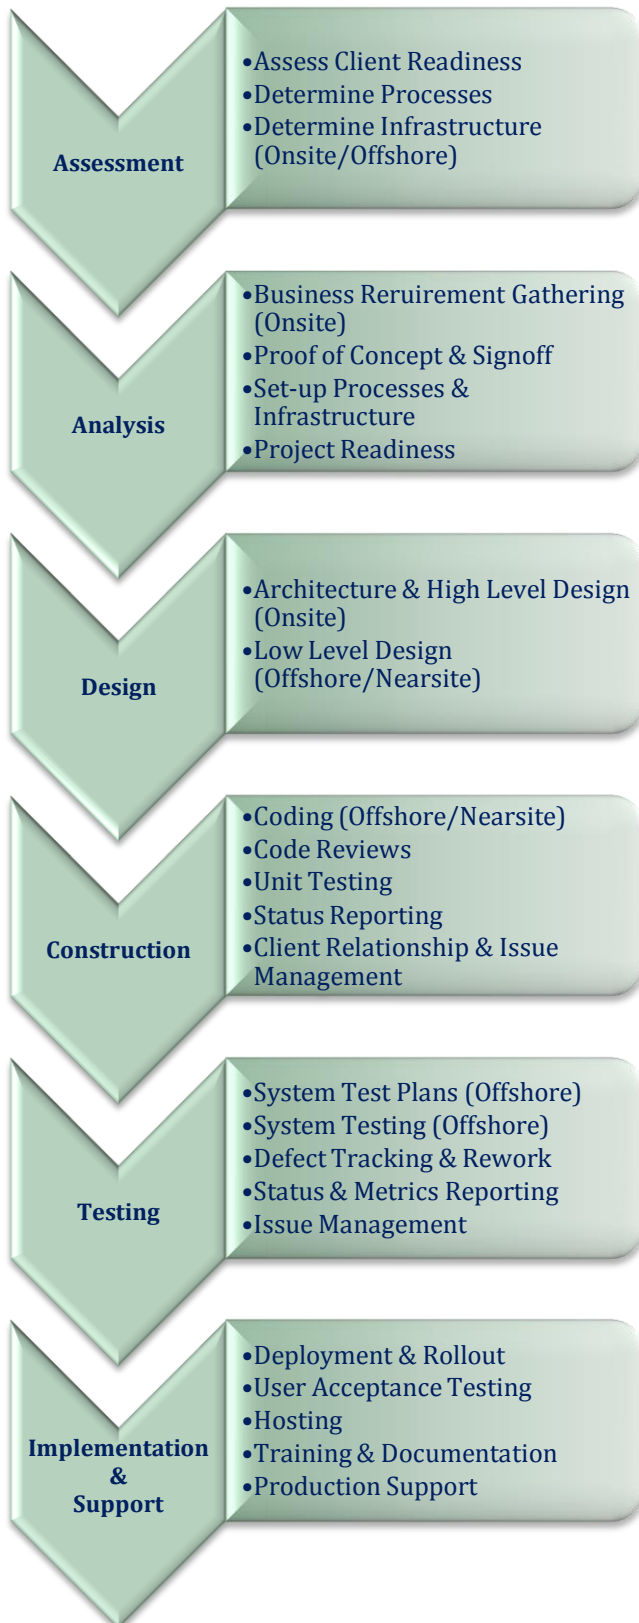 Assessment
•Assess Client Readiness
•Determine Processes
•Determine Infrastructure
(Onsite/Offshore)
Analysis
•Business Reruirement Gathering
(Onsite)
•Proof of Concept & Signoff
•Set-up Processes &
Infrastructure
•Project Readiness
Design
•Architecture & High Level Design
(Onsite)
•Low Level Design
(Offshore/Nearsite)
Construction
•Coding (Offshore/Nearsite)
•Code Reviews
•Unit Testing
•Status Reporting
•Client Relationship & Issue
Management
Testing
•System Test Plans (Offshore)
•System Testing (Offshore)
•Defect Tracking & Rework
•Status & Metrics Reporting
•Issue Management
Implementation
&
Support
•Deployment & Rollout
•User Acceptance Testing
•Hosting
•Training & Documentation
•Production Support